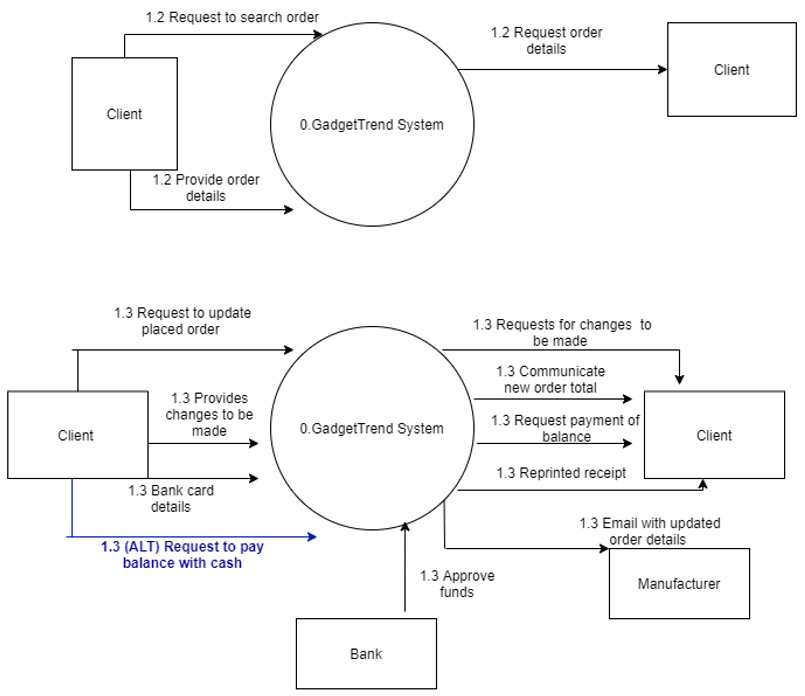 1.2 Request to search order
1.2 Request order
details
Client
Client
0.GadgetTrend System
1.2 Provide order
details
1.3 Request to update
placed order
1.3 Requests for changes to
be made
1.3 Provides
changes to be
made
1.3 Communicate
new order total
Client
0.GadgetTrend System
1.3 Request payment of
balance
Client
1.3 Bank card
details
1.3 Reprinted receipt
1.3 (ALT) Request to pay
balance with cash
1.3 Email with updated
order details
1.3 Approve
funds
Manufacturer
Bank